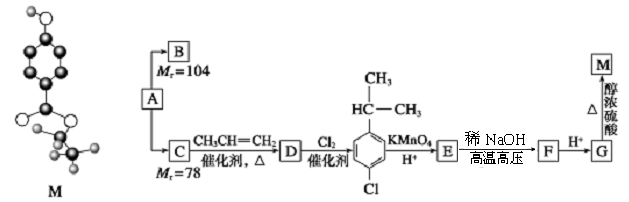 M
A
B
Mᵣ=104
C
Mᵣ=78
CH₃CH=CH₂
催化剂，△
D
Cl₂
催化剂
CH₃
HC—CH₃
Cl
KMnO₄
H⁺
E
稀 NaOH
高温高压
F
H⁺
G
△
醇
浓硫酸
M